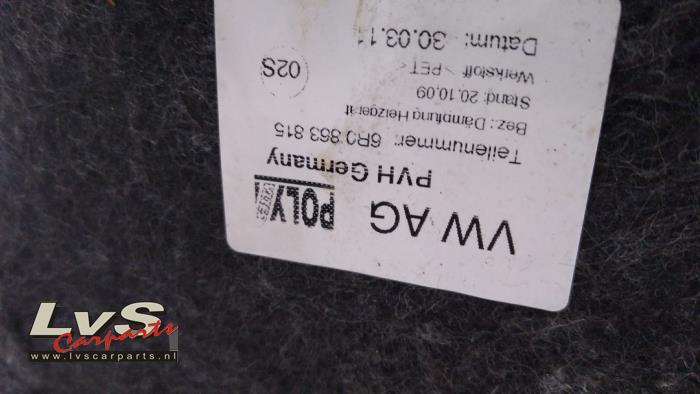 VW AG
POLY
PVH Germany
Teilenummer: 6R0 863 815
Bez.: Dämpfung Heizgerät
Stand: 20.10.09
Werkstoff >PET<
02S
Datum: 30.03.11
LvS
Carparts
www.lvscarparts.nl